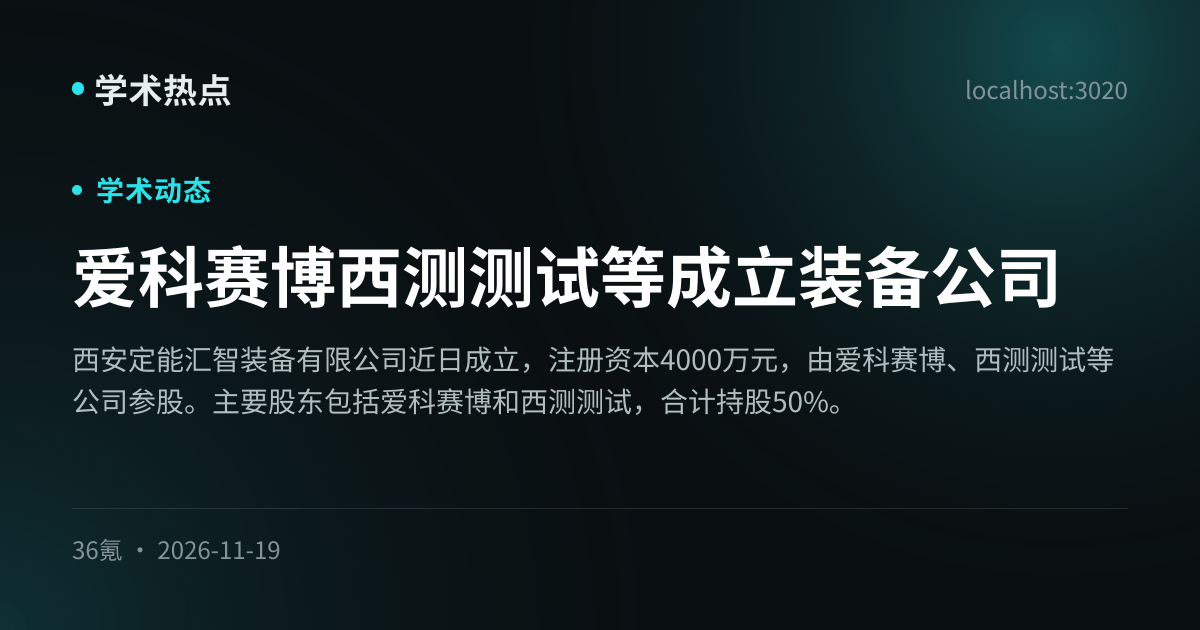 学术热点
localhost:3020
学术动态
爱科赛博西测测试等成立装备公司
西安定能汇智装备有限公司近日成立，注册资本4000万元，由爱科赛博、西测测试等
公司参股。主要股东包括爱科赛博和西测测试，合计持股50%。
36氪 · 2026-11-19